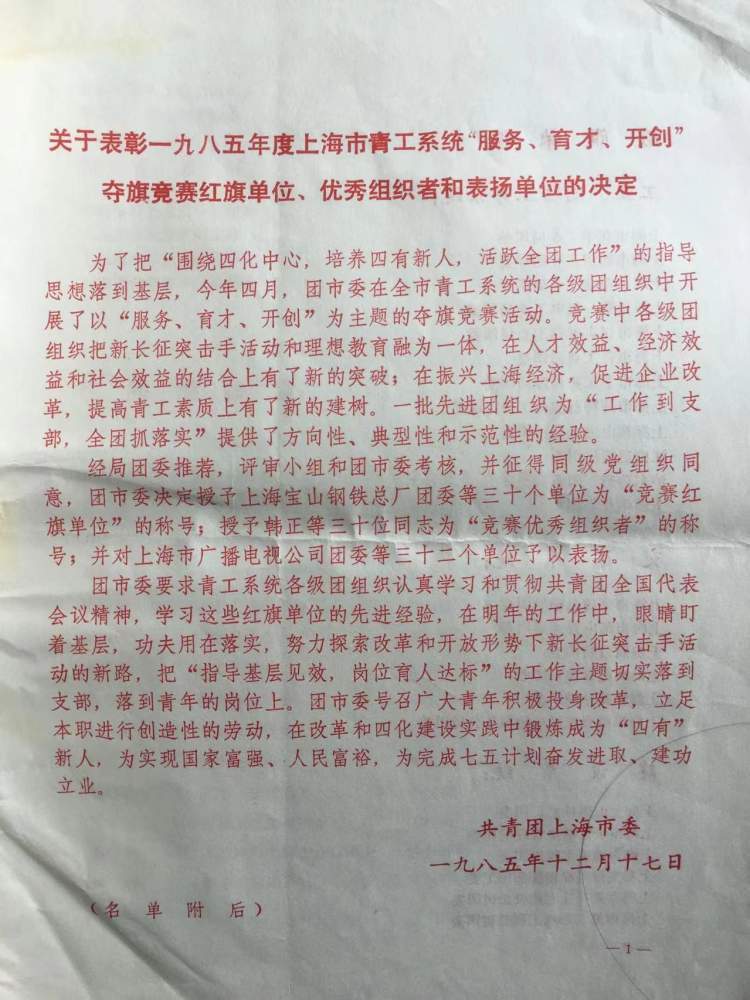 关于表彰一九八五年度上海市青工系统“服务、育才、开创”
夺旗竞赛红旗单位、优秀组织者和表扬单位的决定
为了把“围绕四化中心，培养四有新人，活跃全团工作”的指导
思想落到基层，今年四月，团市委在全市青工系统的各级团组织中开
展了以“服务、育才、开创”为主题的夺旗竞赛活动。竞赛中各级团
组织把新长征突击手活动和理想教育融为一体，在人才效益、经济效
益和社会效益的结合上有了新的突破；在振兴上海经济，促进企业改
革，提高青工素质上有了新的建树。一批先进团组织为“工作到支
部，全团抓落实”提供了方向性、典型性和示范性的经验。
经局团委推荐，评审小组和团市委考核，并征得同级党组织同
意，团市委决定授予上海宝山钢铁总厂团委等三十个单位为“竞赛红
旗单位”的称号；授予韩正等三十位同志为“竞赛优秀组织者”的称
号；并对上海市广播电视公司团委等三十二个单位予以表扬。
团市委要求青工系统各级团组织认真学习和贯彻共青团全国代表
会议精神，学习这些红旗单位的先进经验，在明年的工作中，眼睛盯
着基层，功夫用在落实，努力探索改革和开放形势下新长征突击手活
动的新路，把“指导基层见效，岗位育人达标”的工作主题切实落到
支部，落到青年的岗位上。团市委号召广大青年积极投身改革，立足
本职进行创造性的劳动，在改革和四化建设实践中锻炼成为“四有”
新人，为实现国家富强、人民富裕，为完成七五计划奋发进取、建功
立业。
共青团上海市委
一九八五年十二月十七日
（名单附后）
—1—